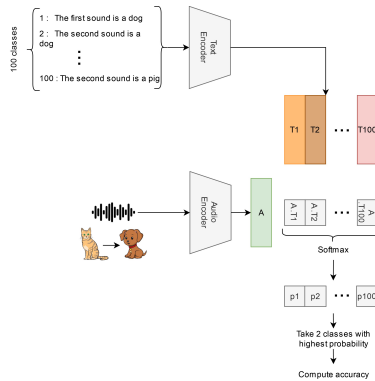 100 classes
1 : The first sound is a dog
2 : The second sound is a
dog
100 : The second sound is a pig
Text
Encoder
T1 T2 T100
Audio
Encoder
A
A.T1 A.T2 T100
Softmax
p1 p2 p100
Take 2 classes with
highest probability
Compute accuracy